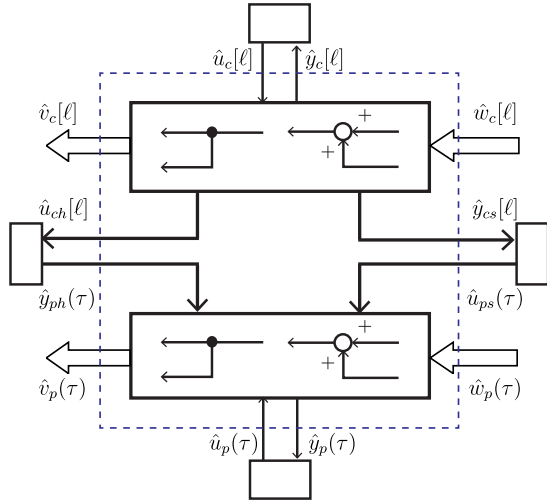 û_c[ℓ] ŷ_c[ℓ]
v̂_c[ℓ] ŵ_c[ℓ]
+
+
û_ch[ℓ] ŷ_cs[ℓ]
ŷ_ph(τ) û_ps(τ)
+
+
v̂_p(τ) ŵ_p(τ)
û_p(τ) ŷ_p(τ)